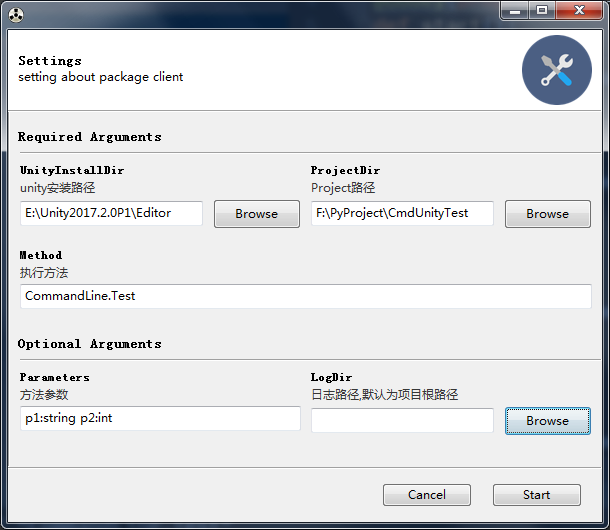 Settings
setting about package client
Required Arguments
UnityInstallDir
unity安装路径
E:\Unity2017.2.0P1\Editor
Browse
ProjectDir
Project路径
F:\PyProject\CmdUnityTest
Browse
Method
执行方法
CommandLine.Test
Optional Arguments
Parameters
方法参数
p1:string p2:int
LogDir
日志路径,默认为项目根路径
Browse
Cancel
Start